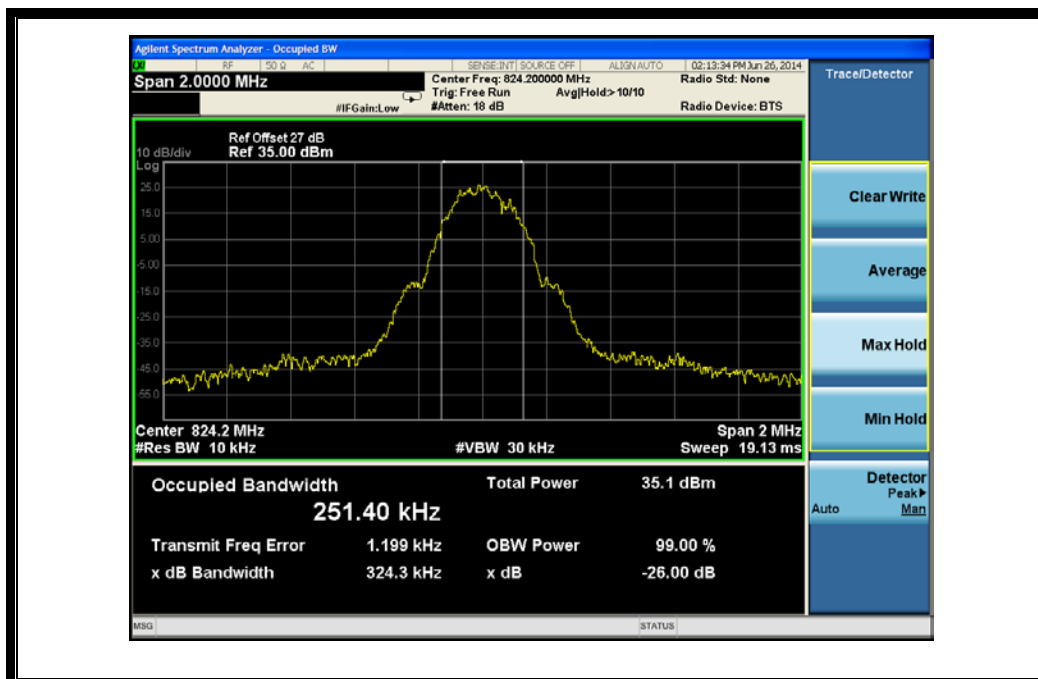 Agilent Spectrum Analyzer - Occupied BW
LXI RF 50 Ω AC SENSE:INT SOURCE OFF ALIGN AUTO 02:13:34 PM Jun 26, 2014
Span 2.0000 MHz
Center Freq: 824.200000 MHz
Radio Std: None
Trig: Free Run Avg|Hold:> 10/10
#IFGain:Low #Atten: 18 dB Radio Device: BTS
Ref Offset 27 dB
10 dB/div Ref 35.00 dBm
Log
25.0
15.0
5.00
-5.00
-15.0
-25.0
-35.0
-45.0
-55.0
Center 824.2 MHz Span 2 MHz
#Res BW 10 kHz #VBW 30 kHz Sweep 19.13 ms
Occupied Bandwidth Total Power 35.1 dBm
251.40 kHz
Transmit Freq Error 1.199 kHz OBW Power 99.00 %
x dB Bandwidth 324.3 kHz x dB -26.00 dB
MSG STATUS
Trace/Detector
Clear Write
Average
Max Hold
Min Hold
Detector
Peak▶
Auto Man